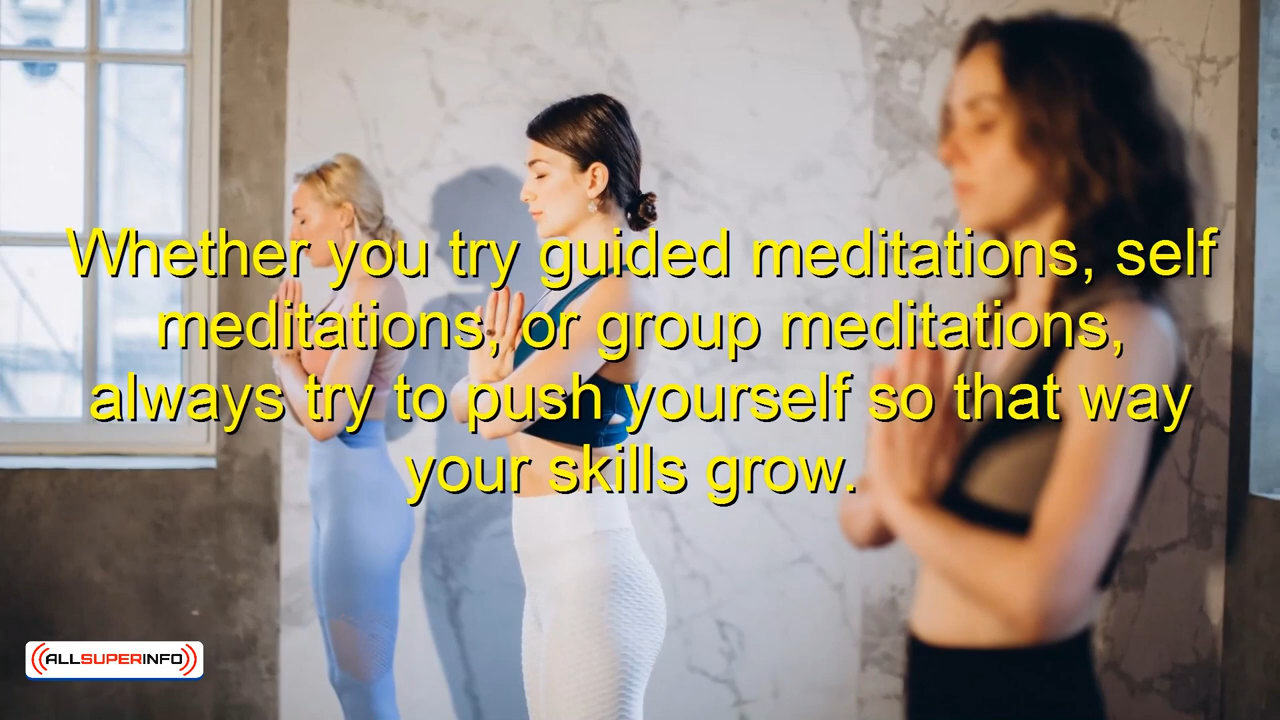 Whether you try guided meditations, self
meditations, or group meditations,
always try to push yourself so that way
your skills grow.
((ALLSUPERINFO))